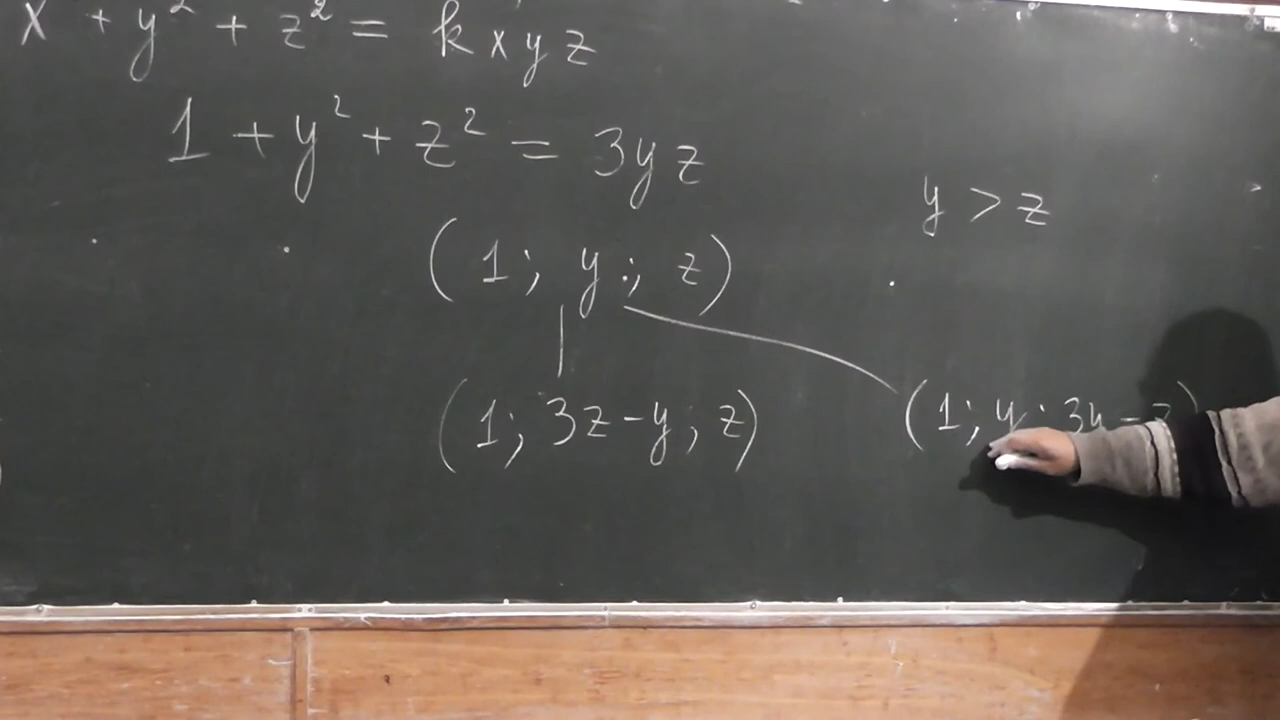 x + y² + z² = kxyz
1 + y² + z² = 3yz
y > z
(1; y; z)
(1; 3z-y; z) (1; y; 3y-z)